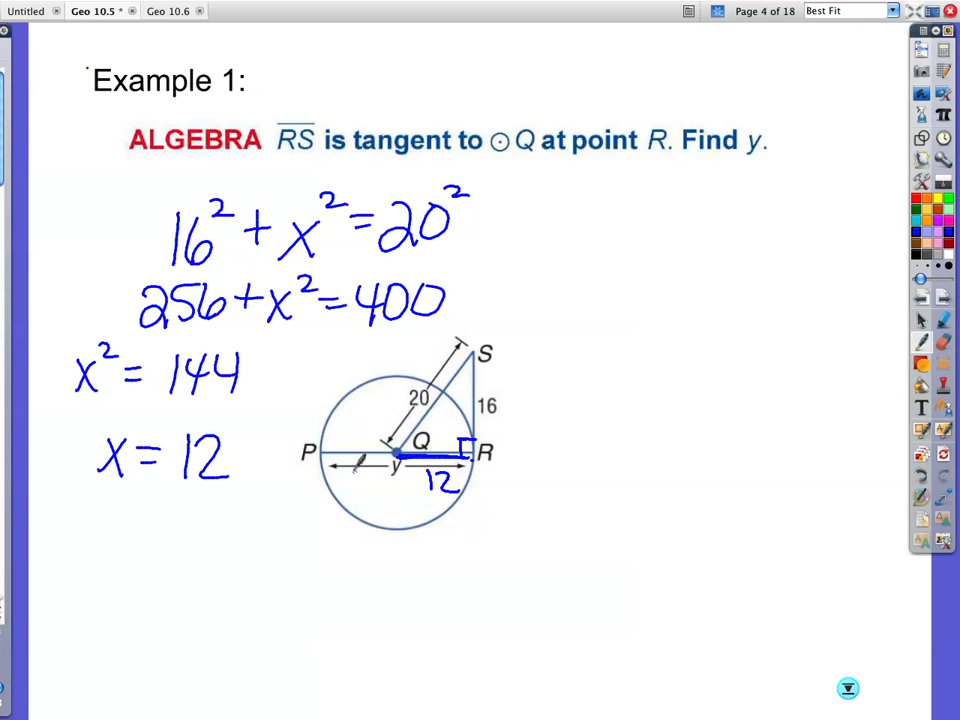 Untitled Geo 10.5 * Geo 10.6 Page 4 of 18 Best Fit
Example 1:
ALGEBRA RS is tangent to ⊙Q at point R. Find y.
16² + x² = 20²
256 + x² = 400
x² = 144
x = 12
S
20
16
P
Q
R
y
12
T